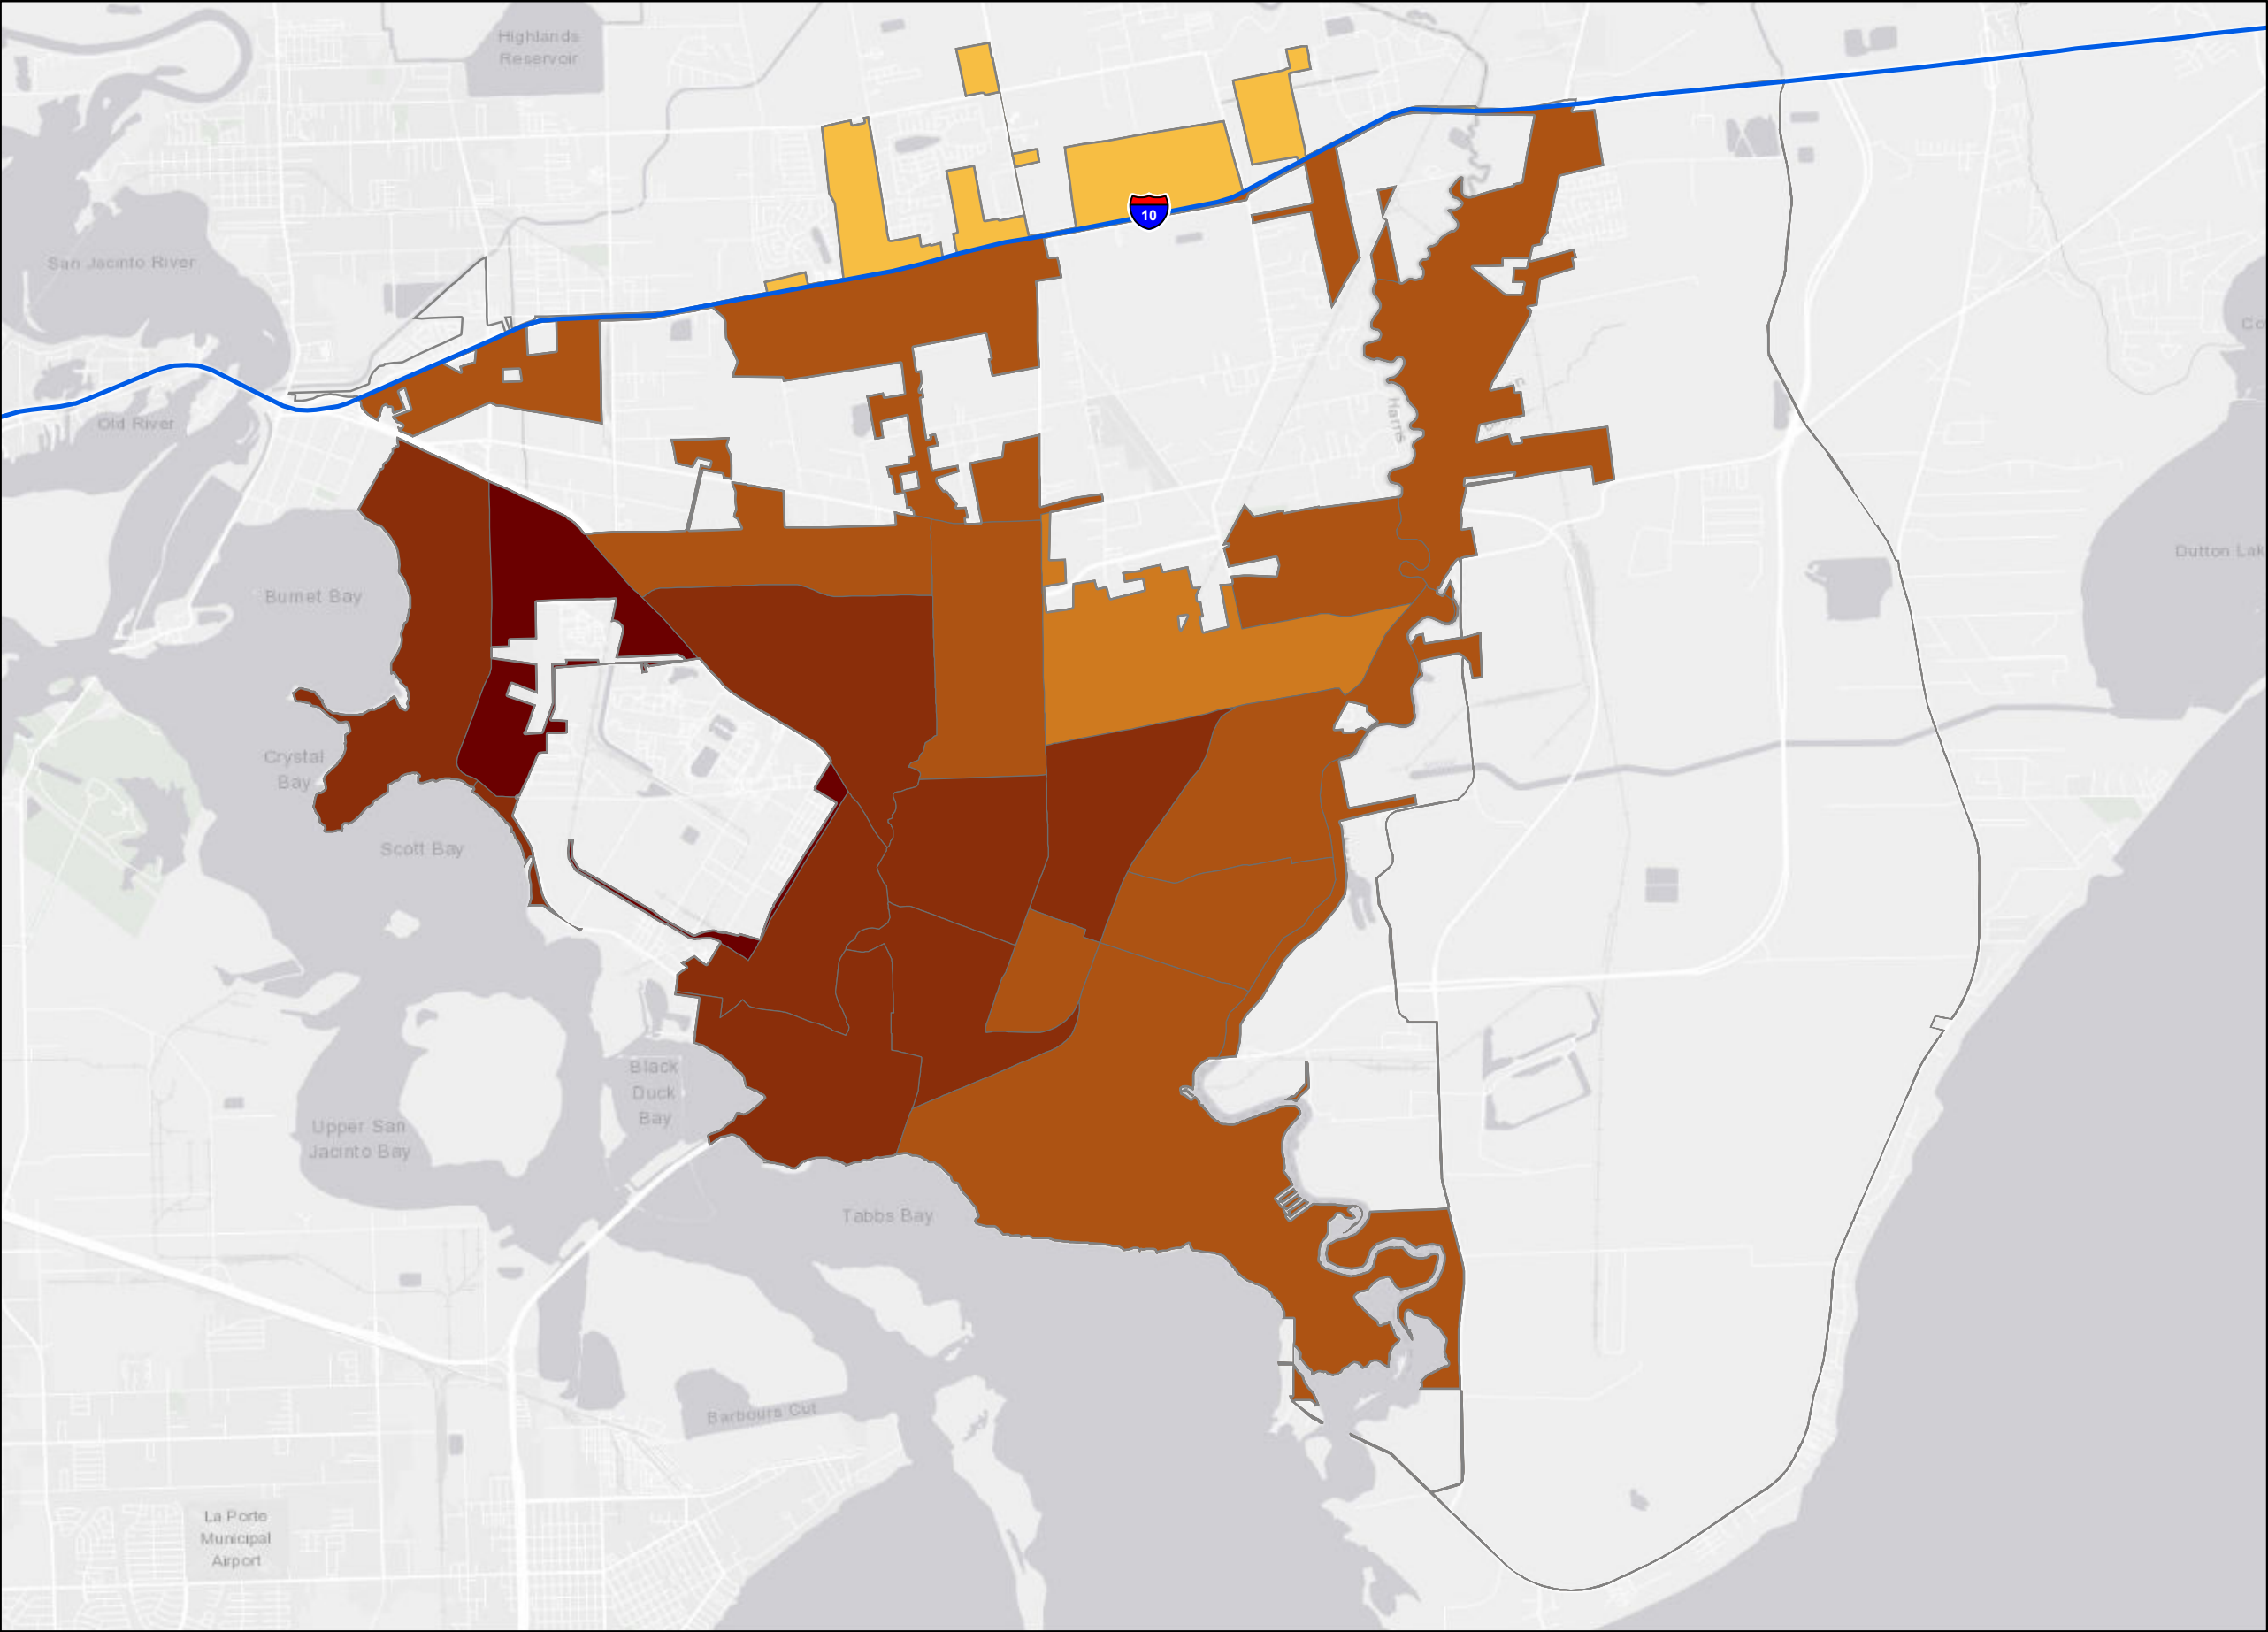 Highlands
Reservoir
10
San Jacinto River
Old River
Harris
Dutton Lak
Burnet Bay
Crystal
Bay
Scott Bay
Black
Duck
Bay
Upper San
Jacinto Bay
Tabbs Bay
Barbours Cut
La Porte
Municipal
Airport